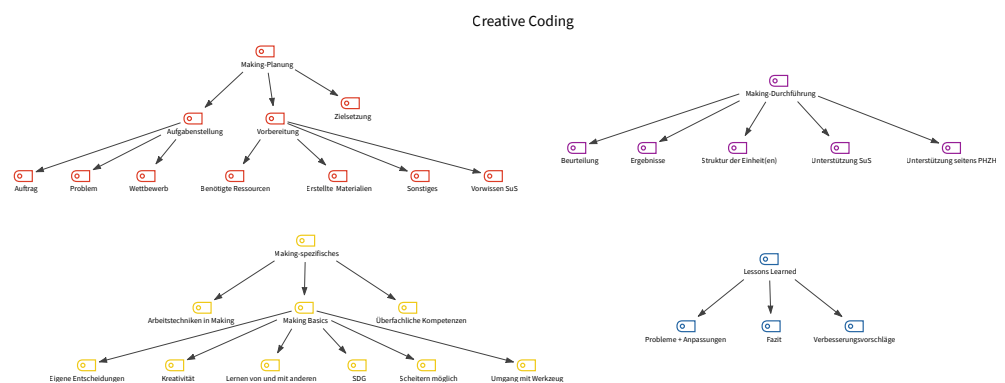 Creative Coding
Making-Planung
Zielsetzung
Aufgabenstellung
Vorbereitung
Auftrag
Problem
Wettbewerb
Benötigte Ressourcen
Erstellte Materialien
Sonstiges
Vorwissen SuS
Making-Durchführung
Beurteilung
Ergebnisse
Struktur der Einheit(en)
Unterstützung SuS
Unterstützung seitens PHZH
Making-spezifisches
Arbeitstechniken in Making
Making Basics
Überfachliche Kompetenzen
Eigene Entscheidungen
Kreativität
Lernen von und mit anderen
SDG
Scheitern möglich
Umgang mit Werkzeug
Lessons Learned
Probleme + Anpassungen
Fazit
Verbesserungsvorschläge